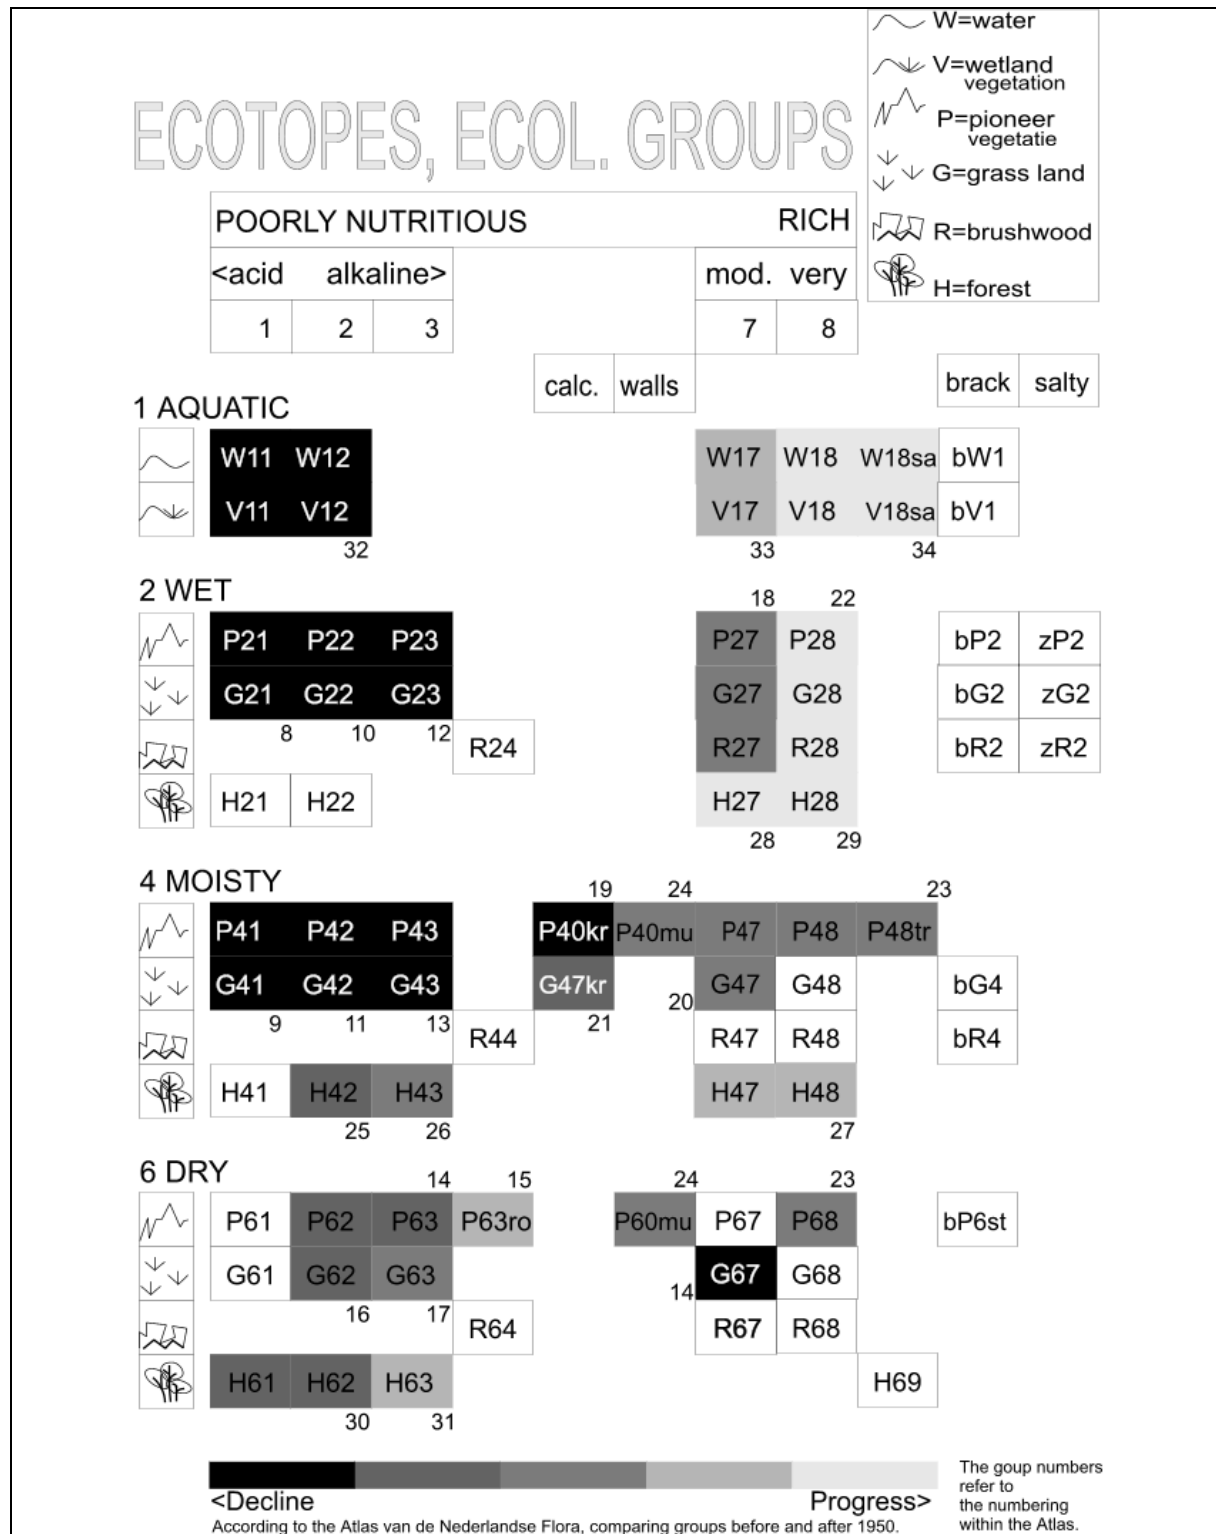 W=water
V=wetland
vegetation
P=pioneer
vegetatie
G=grass land
R=brushwood
H=forest
ECOTOPES, ECOL. GROUPS
POORLY NUTRITIOUS RICH
<acid alkaline> mod. very
1 2 3 7 8
calc. walls brack salty
1 AQUATIC
W11 W12 W17 W18 W18sa bW1
V11 V12 V17 V18 V18sa bV1
32 33 34
2 WET 18 22
P21 P22 P23 P27 P28 bP2 zP2
G21 G22 G23 G27 G28 bG2 zG2
8 10 12 R24 R27 R28 bR2 zR2
H21 H22 H27 H28
28 29
4 MOISTY 19 24 23
P41 P42 P43 P40kr P40mu P47 P48 P48tr
G41 G42 G43 G47kr 20 G47 G48 bG4
9 11 13 R44 21 R47 R48 bR4
H41 H42 H43 H47 H48
25 26 27
6 DRY 14 15 24 23
P61 P62 P63 P63ro P60mu P67 P68 bP6st
G61 G62 G63 14 G67 G68
16 17 R64 R67 R68
H61 H62 H63 H69
30 31
<Decline Progress>
According to the Atlas van de Nederlandse Flora, comparing groups before and after 1950.
The goup numbers
refer to
the numbering
within the Atlas.